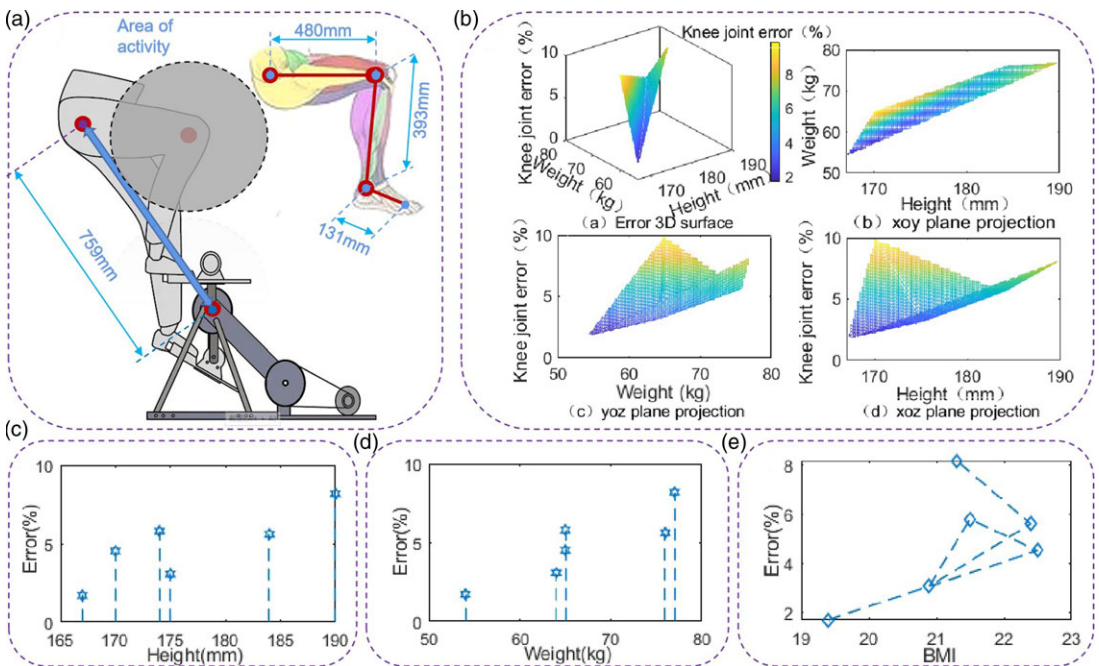 (a)
Area of
activity
480mm
393mm
131mm
759mm
(b)
Knee joint error (%)
10
5
0
80
70
60
Weight (kg)
170
180
190
Height (mm)
Knee joint error (%)
8
6
4
2
(a) Error 3D surface
Weight (kg)
80
70
60
50
170
180
190
Height (mm)
(b) xoy plane projection
Knee joint error (%)
10
5
0
50
60
70
80
Weight (kg)
(c) yoz plane projection
Knee joint error (%)
10
5
0
170
180
190
Height (mm)
(d) xoz plane projection
(c)
Error(%)
10
5
0
165
170
175
180
185
190
Height(mm)
(d)
Error(%)
10
5
0
50
60
70
80
Weight(kg)
(e)
Error(%)
8
6
4
2
19
20
21
22
23
BMI